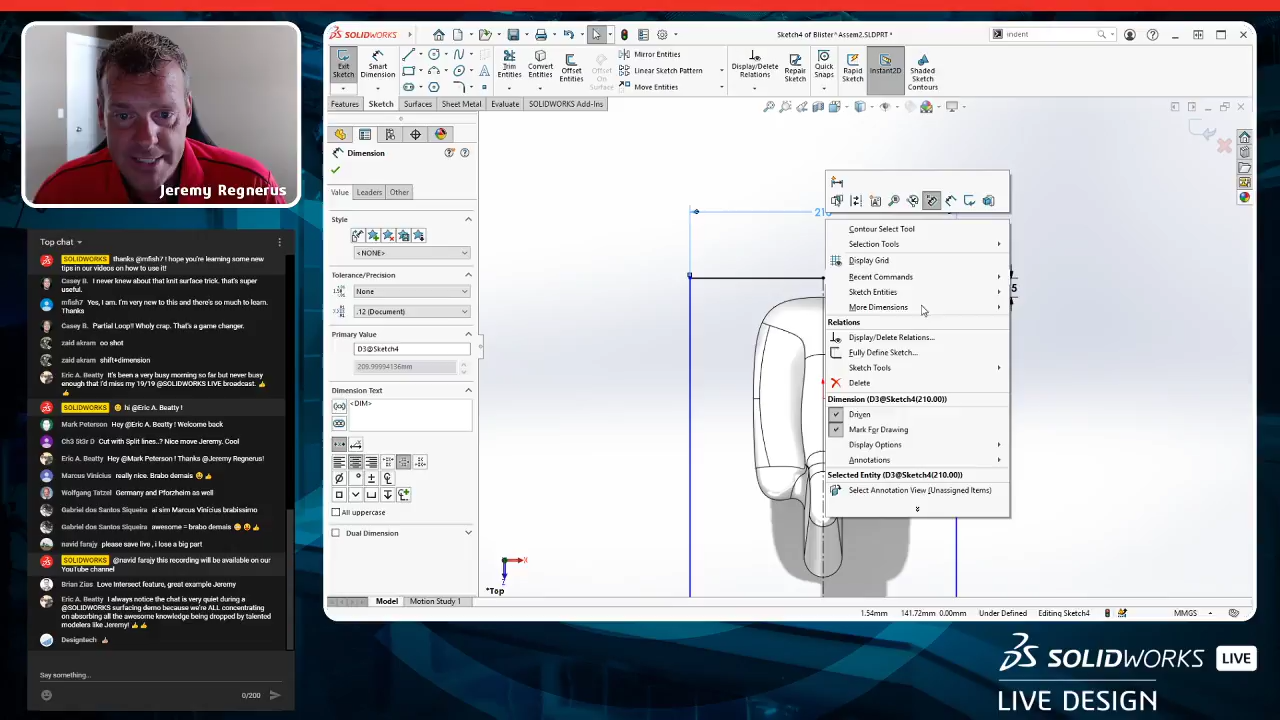 Jeremy Regnerus
Top chat
SOLIDWORKS thanks @mfish7 ! hope you're learning some new
tips in our videos on how to use it!
Casey B. I never knew about that knit surface trick. that's super
useful.
mfish7 Yes, I am. I'm very new to this and there's so much to learn.
Thanks
Casey B. Partial Loop!! Wholy crap. That's a game changer.
zaid akram oo shot
zaid akram shift+dimension
Eric A. Beatty It's been a very busy morning so far but never busy
enough that I'd miss my 19/19 @SOLIDWORKS LIVE broadcast.
SOLIDWORKS hi @Eric A. Beatty !
Mark Peterson Hey @Eric A. Beatty ! Welcome back
Ch3 5t3r D Cut with Split lines..? Nice move Jeremy. Cool
Eric A. Beatty Hey @Mark Peterson ! Thanks @Jeremy Regnerus!
Marcus Vinícius really nice. Brabo demais
Wolfgang Tatzel Germany and Pforzheim as well
Gabriel dos Santos Siqueira ai sim Marcus Vinícius brabissimo
Gabriel dos Santos Siqueira awesome = brabo demais
navid farajy please save live , i lose a big part
SOLIDWORKS @navid farajy this recording will be available on our
YouTube channel
Brian Zias Love Intersect feature, great example Jeremy
Eric A. Beatty I always notice the chat is very quiet during a
@SOLIDWORKS surfacing demo because we're ALL concentrating
on absorbing all the awesome knowledge being dropped by talented
modelers like Jeremy!
Designtech
Say something...
0/200
SOLIDWORKS
Sketch4 of Blister^Assem2.SLDPRT *
indent
Exit Sketch
Smart Dimension
Trim Entities
Convert Entities
Offset Entities
Offset On Surface
Mirror Entities
Linear Sketch Pattern
Move Entities
Display/Delete Relations
Repair Sketch
Quick Snaps
Rapid Sketch
Instant2D
Shaded Sketch Contours
Features Sketch Surfaces Sheet Metal Evaluate SOLIDWORKS Add-Ins
Dimension
Value Leaders Other
Style
<NONE>
Tolerance/Precision
None
.12 (Document)
Primary Value
D3@Sketch4
209.99994136mm
Dimension Text
<DIM>
All uppercase
Dual Dimension
5
Contour Select Tool
Selection Tools
Display Grid
Recent Commands
Sketch Entities
More Dimensions
Relations
Display/Delete Relations...
Fully Define Sketch...
Sketch Tools
Delete
Dimension (D3@Sketch4(210.00))
Driven
Mark For Drawing
Display Options
Annotations
Selected Entity (D3@Sketch4(210.00))
Select Annotation View (Unassigned Items)
X
Z
*Top
Model Motion Study 1
1.54mm 141.72mm 0.00mm Under Defined Editing Sketch4 MMGS
SOLIDWORKS LIVE
LIVE DESIGN